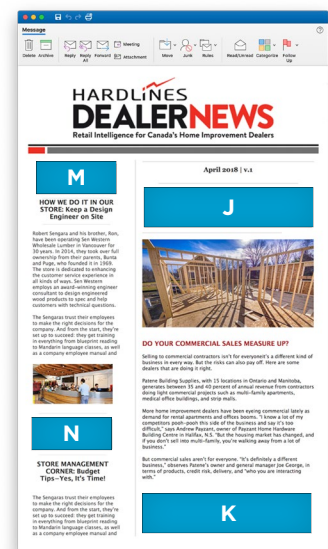 Message
Delete Archive Reply Reply All Forward Meeting Attachment Move Junk Rules Read/Unread Categorize Follow Up
HARDLINES
DEALERNEWS
Retail Intelligence for Canada's Home Improvement Dealers
M
HOW WE DO IT IN OUR
STORE: Keep a Design
Engineer on Site
Robert Sengara and his brother, Ron,
have been operating Sen Western
Wholesale Lumber in Vancouver for
30 years. In 2014, they took over full
ownership from their parents, Bunta
and Puge, who founded it in 1969.
The store is dedicated to enhancing
the customer service experience in
all kinds of ways. Sen Western
employs an award-winning engineer
consultant to design engineered
wood products to spec and help
customers with technical questions.
The Sengaras trust their employees
to make the right decisions for the
company. And from the start, they're
set up to succeed: they get training
in everything from blueprint reading
to Mandarin language classes, as well
as a company employee manual and
N
STORE MANAGEMENT
CORNER: Budget
Tips—Yes, It's Time!
The Sengaras trust their employees
to make the right decisions for the
company. And from the start, they're
set up to succeed: they get training
in everything from blueprint reading
to Mandarin language classes, as well
as a company employee manual and
April 2018 | v.1
J
DO YOUR COMMERCIAL SALES MEASURE UP?
Selling to commercial contractors isn't for everyone—it's a different kind of
business in every way. But the risks can also pay off. Here are some
dealers that are doing it right.
Patene Building Supplies, with 15 locations in Ontario and Manitoba,
generates between 35 and 40 percent of annual revenue from contractors
doing light commercial projects such as multi-family apartments,
medical office buildings, and strip malls.
More home improvement dealers have been eyeing commercial lately as
demand for rental apartments and offices booms. "I know a lot of my
competitors pooh-pooh this side of the business and say it's too
difficult," says Andrew Payzant, owner of Payzant Home Hardware
Building Centre in Halifax, N.S. "But the housing market has changed, and
if you don't sell into multi-family, you're walking away from a lot of
business."
But commercial sales aren't for everyone. "It's definitely a different
business," observes Patene's owner and general manager Joe George, in
terms of products, credit risk, delivery, and "who you are interacting
with."
K